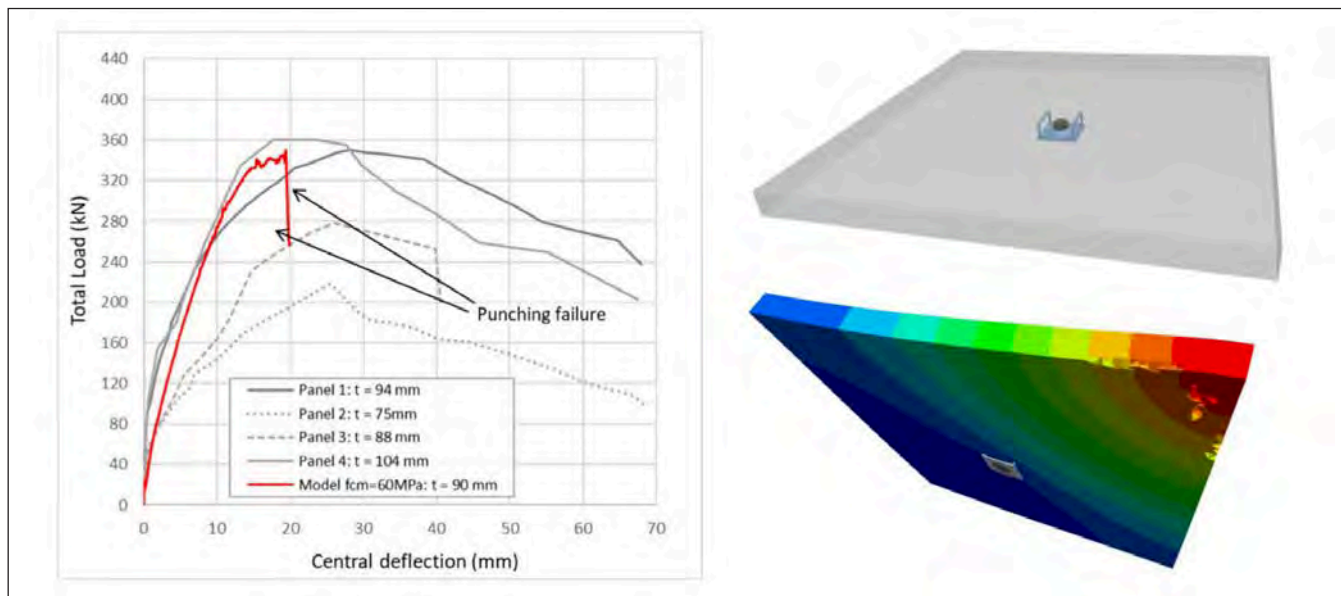 440
400
360
320
280
240
200
160
120
80
40
0
Total Load (kN)
Punching failure
Panel 1: t = 94 mm
Panel 2: t = 75mm
Panel 3: t = 88 mm
Panel 4: t = 104 mm
Model fcm=60MPa: t = 90 mm
0 10 20 30 40 50 60 70
Central deflection (mm)